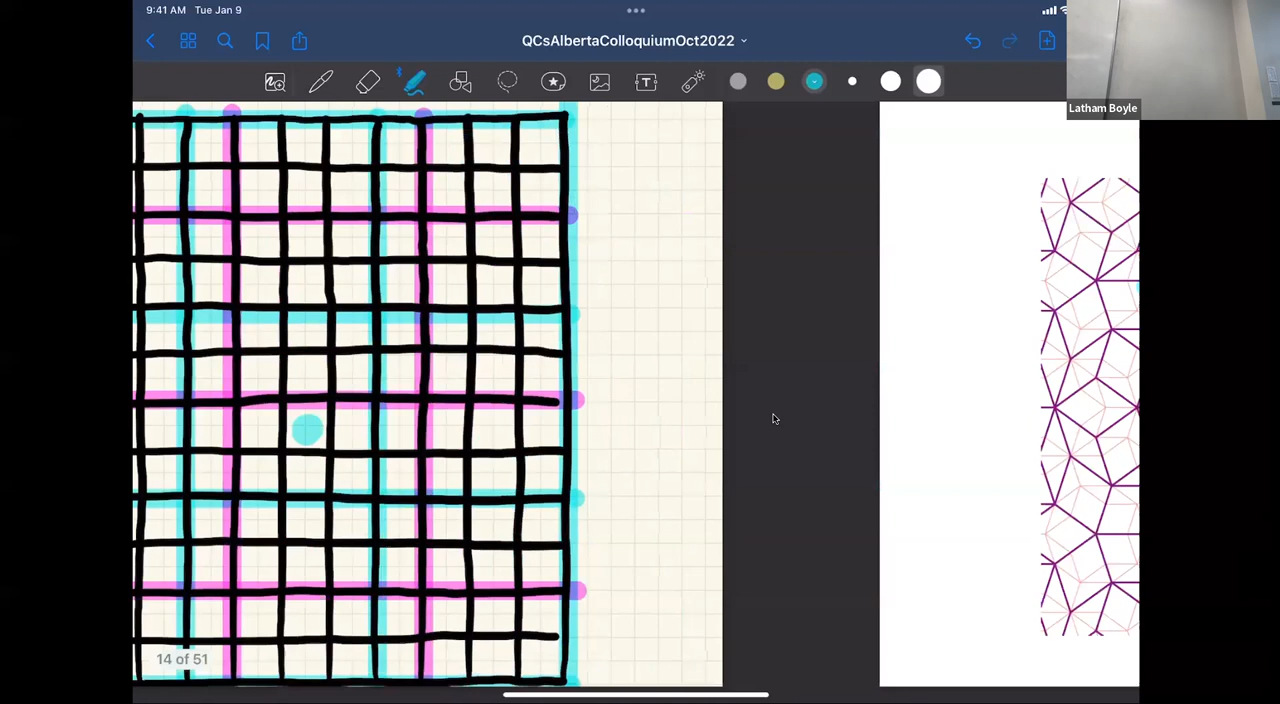 9:41 AM Tue Jan 9
QCsAlbertaColloquiumOct2022
T
Latham Boyle
14 of 51